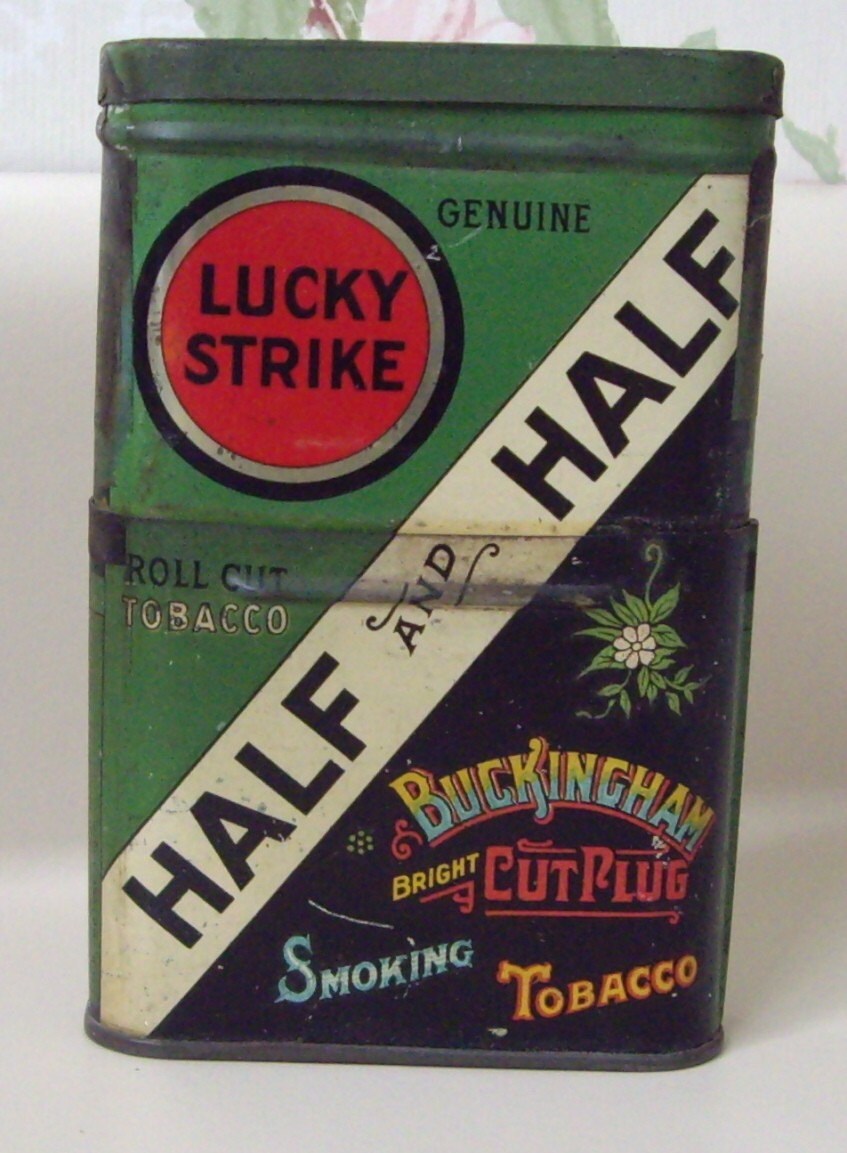 GENUINE
LUCKY
STRIKE
ROLL CUT
TOBACCO
HALF
AND
HALF
BUCKINGHAM
BRIGHT CUT PLUG
SMOKING TOBACCO